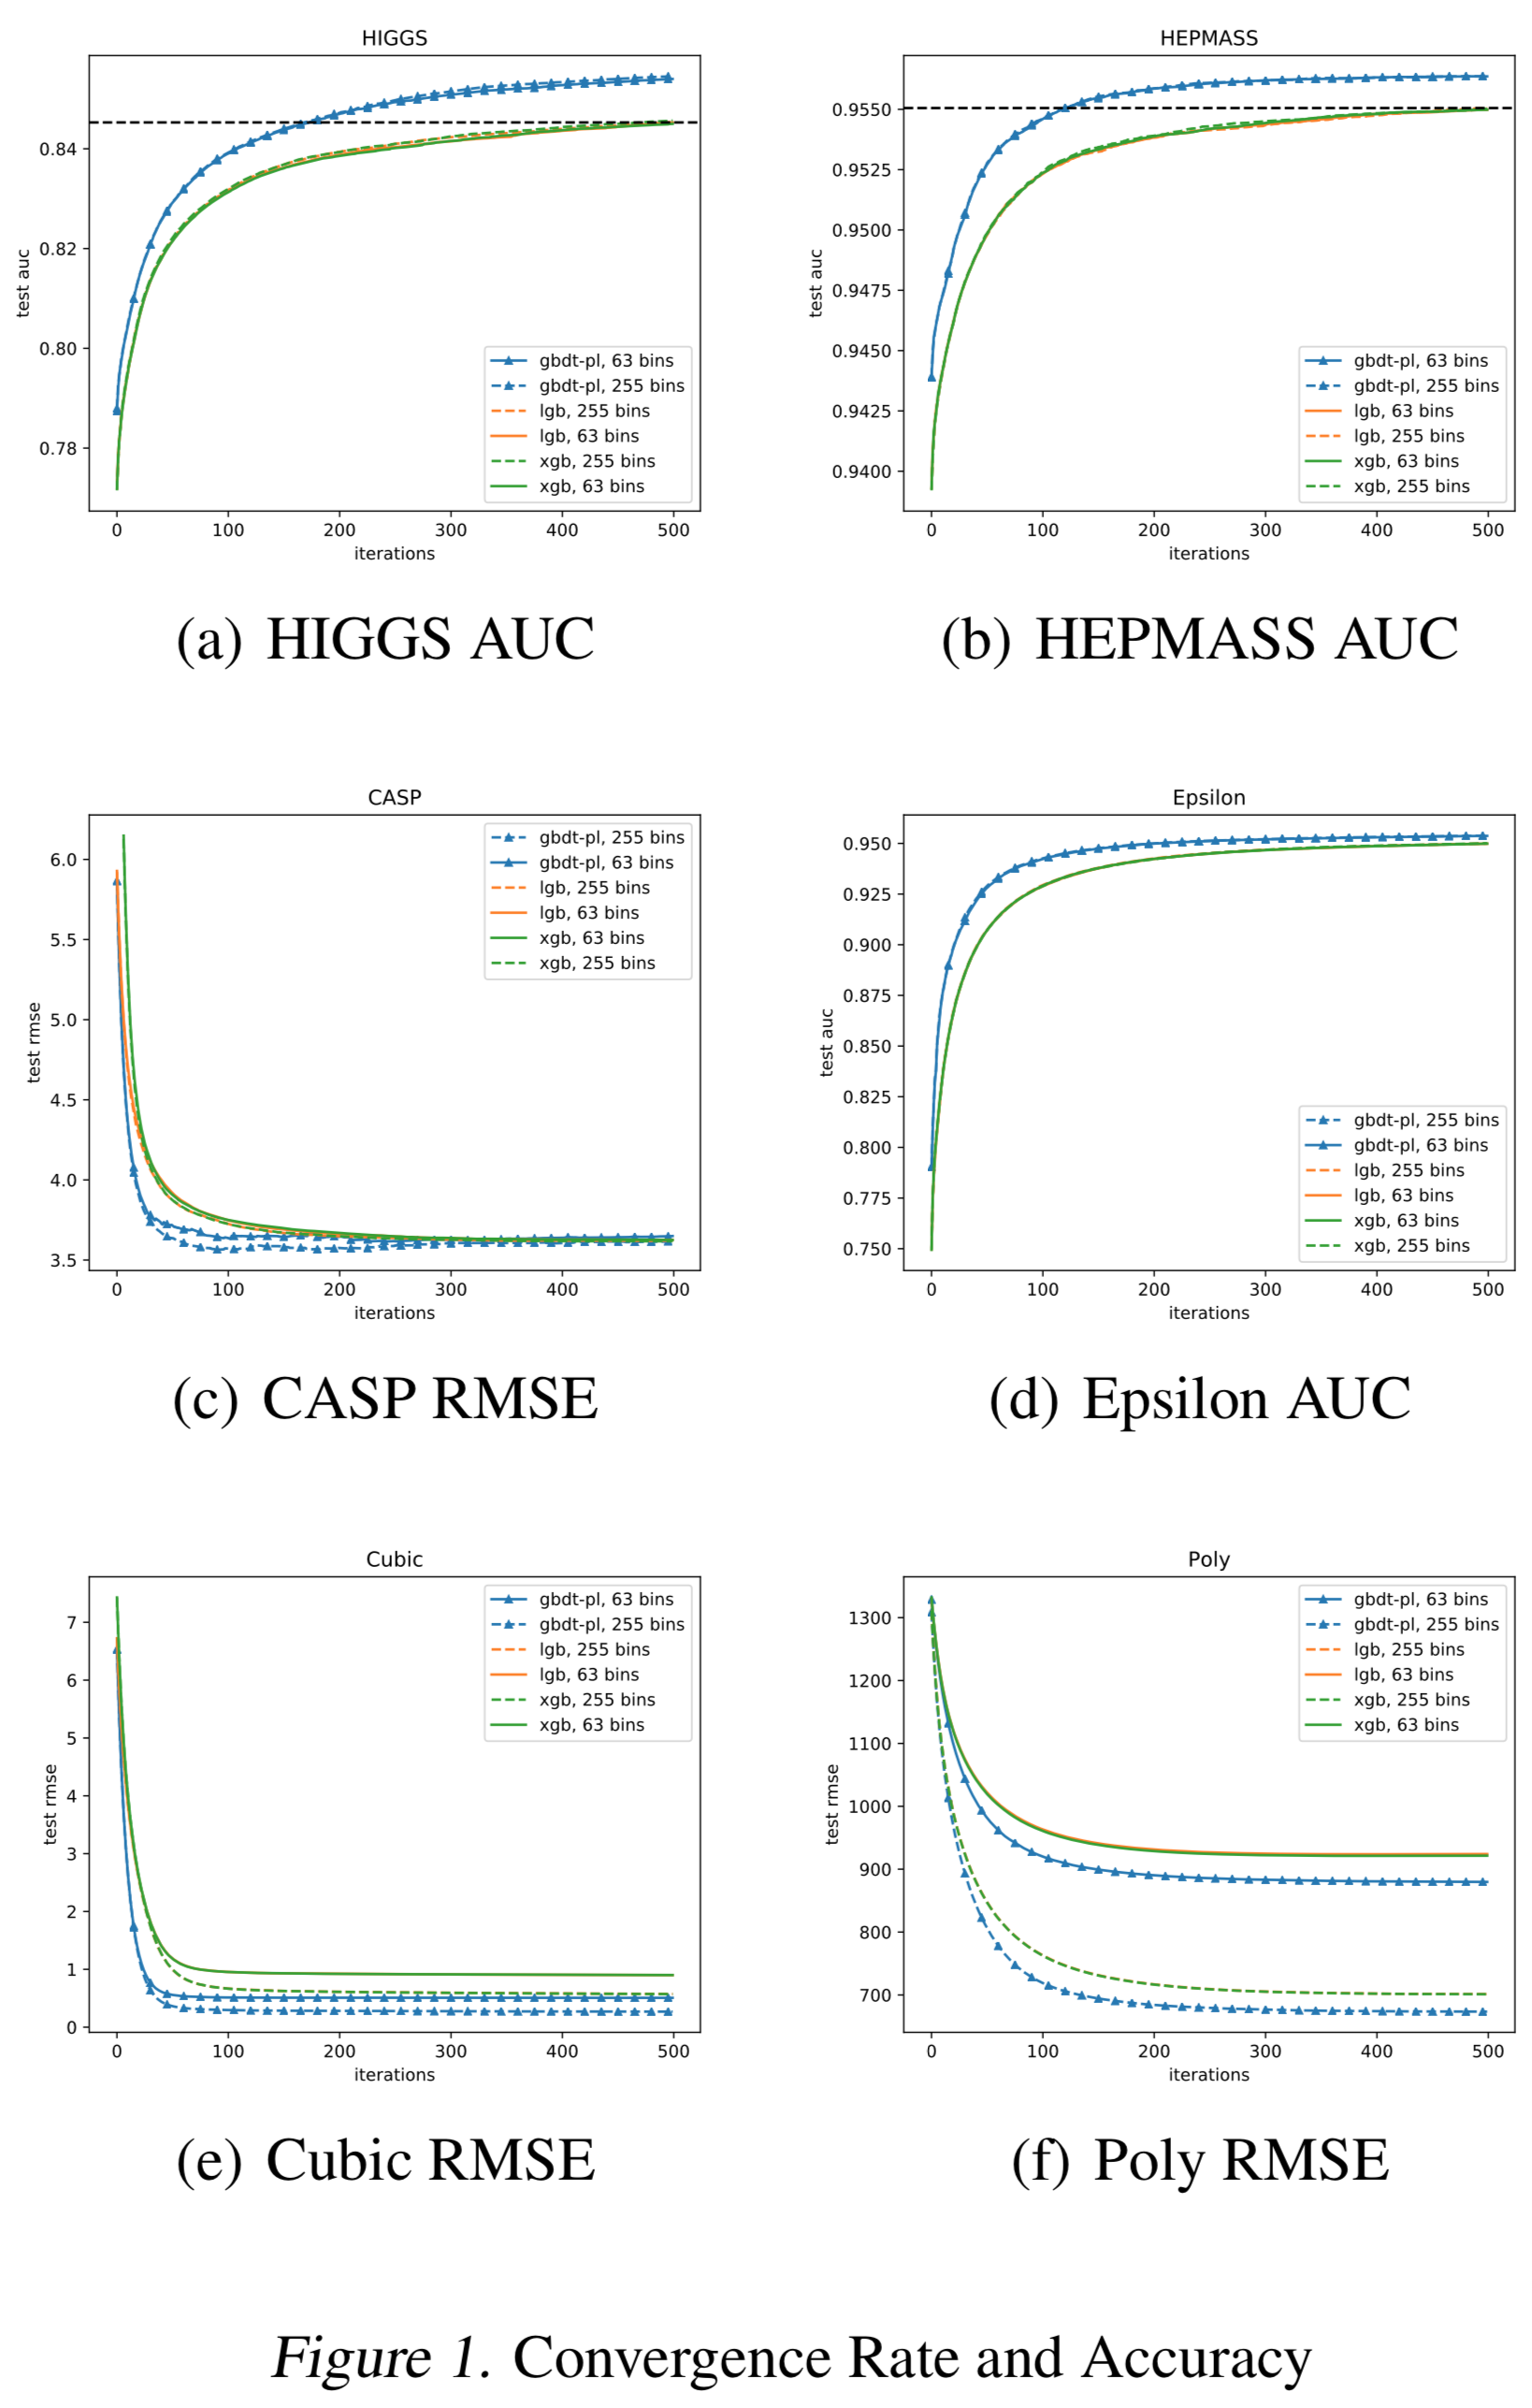 HIGGS
test auc
0.84
0.82
0.80
0.78
gbdt-pl, 63 bins
gbdt-pl, 255 bins
lgb, 255 bins
lgb, 63 bins
xgb, 255 bins
xgb, 63 bins
0 100 200 300 400 500
iterations
(a) HIGGS AUC
HEPMASS
test auc
0.9550
0.9525
0.9500
0.9475
0.9450
0.9425
0.9400
gbdt-pl, 63 bins
gbdt-pl, 255 bins
lgb, 63 bins
lgb, 255 bins
xgb, 63 bins
xgb, 255 bins
0 100 200 300 400 500
iterations
(b) HEPMASS AUC
CASP
test rmse
6.0
5.5
5.0
4.5
4.0
3.5
gbdt-pl, 255 bins
gbdt-pl, 63 bins
lgb, 255 bins
lgb, 63 bins
xgb, 63 bins
xgb, 255 bins
0 100 200 300 400 500
iterations
(c) CASP RMSE
Epsilon
test auc
0.950
0.925
0.900
0.875
0.850
0.825
0.800
0.775
0.750
gbdt-pl, 255 bins
gbdt-pl, 63 bins
lgb, 255 bins
lgb, 63 bins
xgb, 63 bins
xgb, 255 bins
0 100 200 300 400 500
iterations
(d) Epsilon AUC
Cubic
test rmse
7
6
5
4
3
2
1
0
gbdt-pl, 63 bins
gbdt-pl, 255 bins
lgb, 255 bins
lgb, 63 bins
xgb, 255 bins
xgb, 63 bins
0 100 200 300 400 500
iterations
(e) Cubic RMSE
Poly
test rmse
1300
1200
1100
1000
900
800
700
gbdt-pl, 63 bins
gbdt-pl, 255 bins
lgb, 255 bins
lgb, 63 bins
xgb, 255 bins
xgb, 63 bins
0 100 200 300 400 500
iterations
(f) Poly RMSE
Figure 1. Convergence Rate and Accuracy